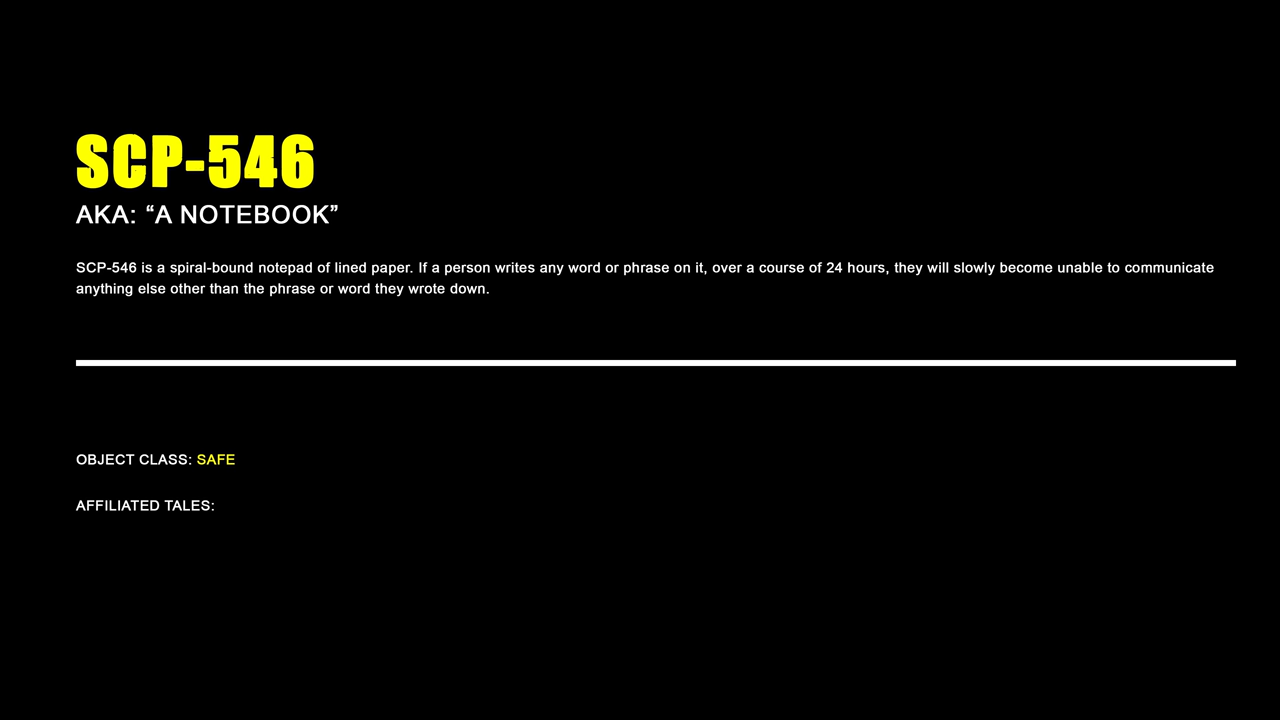 SCP-546
AKA: “A NOTEBOOK”
SCP-546 is a spiral-bound notepad of lined paper. If a person writes any word or phrase on it, over a course of 24 hours, they will slowly become unable to communicate
anything else other than the phrase or word they wrote down.
OBJECT CLASS: SAFE
AFFILIATED TALES: